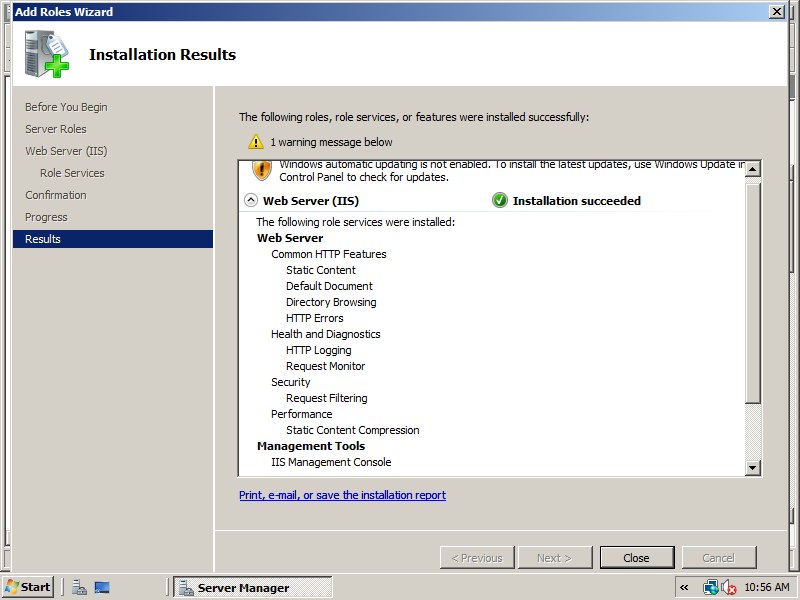 Add Roles Wizard
Installation Results
Before You Begin
Server Roles
Web Server (IIS)
Role Services
Confirmation
Progress
Results
The following roles, role services, or features were installed successfully:
1 warning message below
Windows automatic updating is not enabled. To install the latest updates, use Windows Update in
Control Panel to check for updates.
Web Server (IIS) Installation succeeded
The following role services were installed:
Web Server
Common HTTP Features
Static Content
Default Document
Directory Browsing
HTTP Errors
Health and Diagnostics
HTTP Logging
Request Monitor
Security
Request Filtering
Performance
Static Content Compression
Management Tools
IIS Management Console
Print, e-mail, or save the installation report
< Previous Next > Close Cancel
Start Server Manager « 10:56 AM